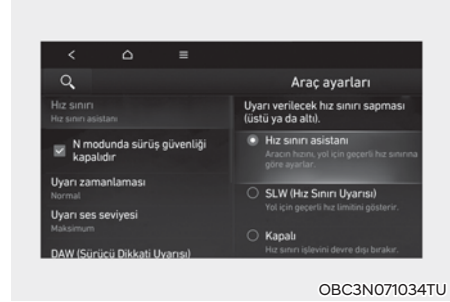 Araç ayarları
Hız sınırı
Hız sınırı asistanı
N modunda sürüş güvenliği
kapalıdır
Uyarı zamanlaması
Normal
Uyarı ses seviyesi
Maksimum
DAW (Sürücü Dikkati Uyarısı)
Uyarı verilecek hız sınırı sapması
(üstü ya da altı).
Hız sınırı asistanı
Aracın hızını, yol için geçerli hız sınırına
göre ayarlar.
SLW (Hız Sınırı Uyarısı)
Yol için geçerli hız limitini gösterir.
Kapalı
Hız sınırı işlevini devre dışı bırakır.
OBC3N071034TU